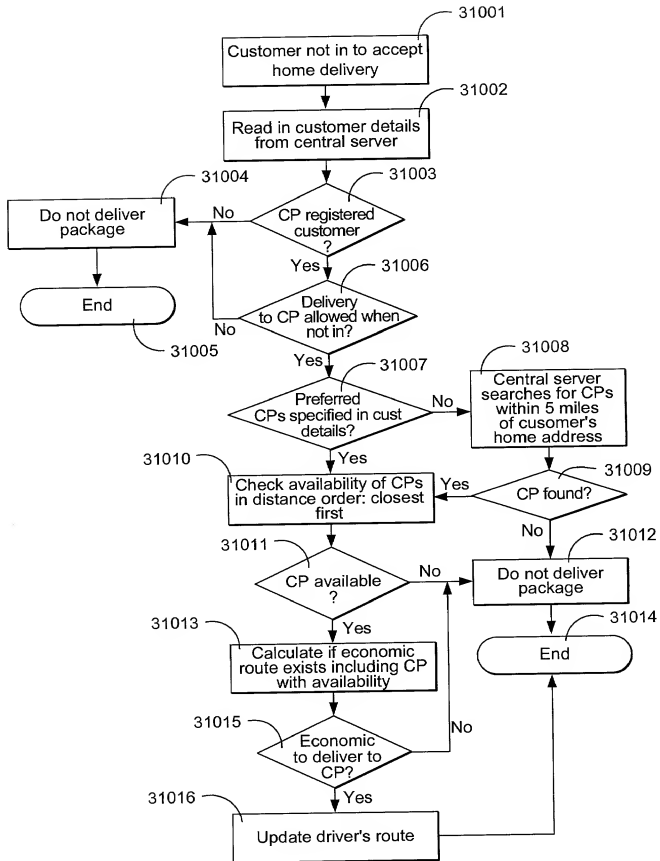 31001
Customer not in to accept
home delivery
31002
Read in customer details
from central server
31003
31004
No
CP registered
customer
?
Do not deliver
package
Yes
31006
End
Delivery
to CP allowed when
not in?
No
31005
Yes
31007
31008
Preferred
CPs specified in cust
details?
No
Central server
searches for CPs
within 5 miles
of cusomer's
home address
Yes
31010
31009
Check availability of CPs
in distance order: closest
first
Yes
CP found?
No
31011
31012
CP available
?
No
Do not deliver
package
Yes
31013
31014
Calculate if economic
route exists including CP
with availability
End
31015
No
Economic
to deliver to
CP?
Yes
31016
Update driver's route